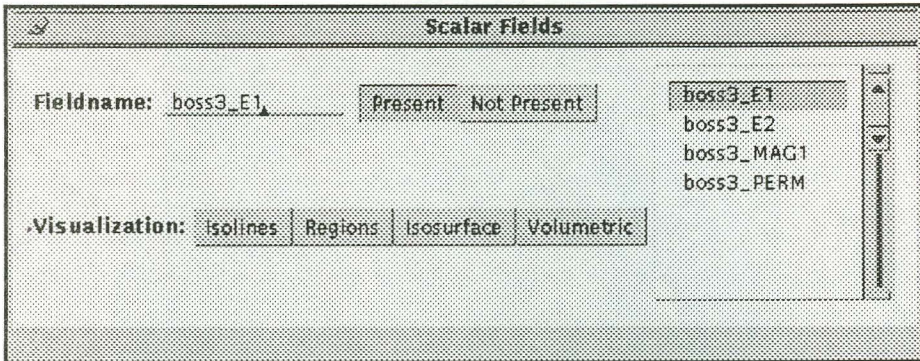 Scalar Fields
Fieldname: boss3_E1 Present Not Present
boss3_E1
boss3_E2
boss3_MAG1
boss3_PERM
Visualization: Isolines Regions Isosurface Volumetric